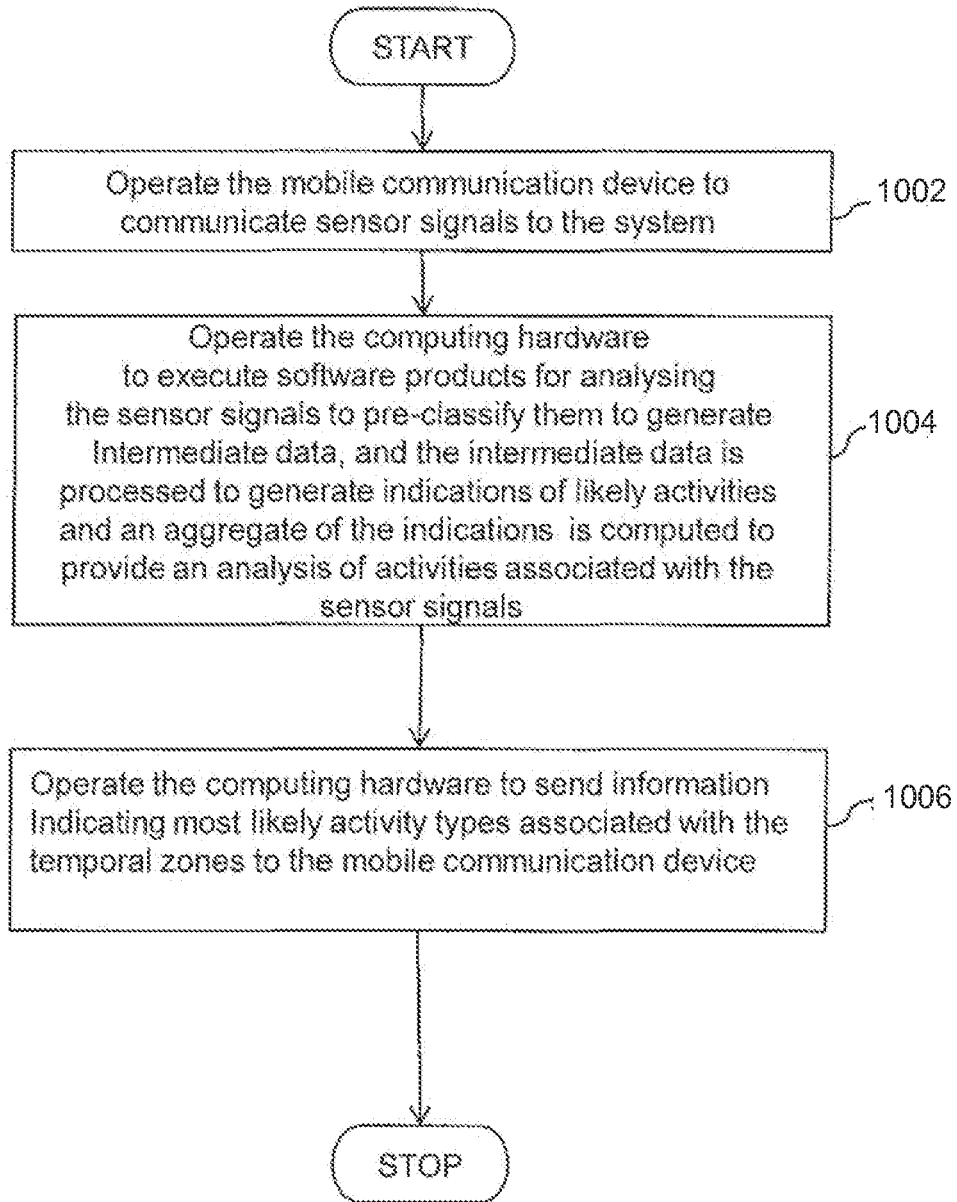 START
Operate the mobile communication device to
communicate sensor signals to the system
1002
Operate the computing hardware
to execute software products for analysing
the sensor signals to pre-classify them to generate
Intermediate data, and the intermediate data is
processed to generate indications of likely activities
and an aggregate of the indications is computed to
provide an analysis of activities associated with the
sensor signals
1004
Operate the computing hardware to send information
Indicating most likely activity types associated with the
temporal zones to the mobile communication device
1006
STOP